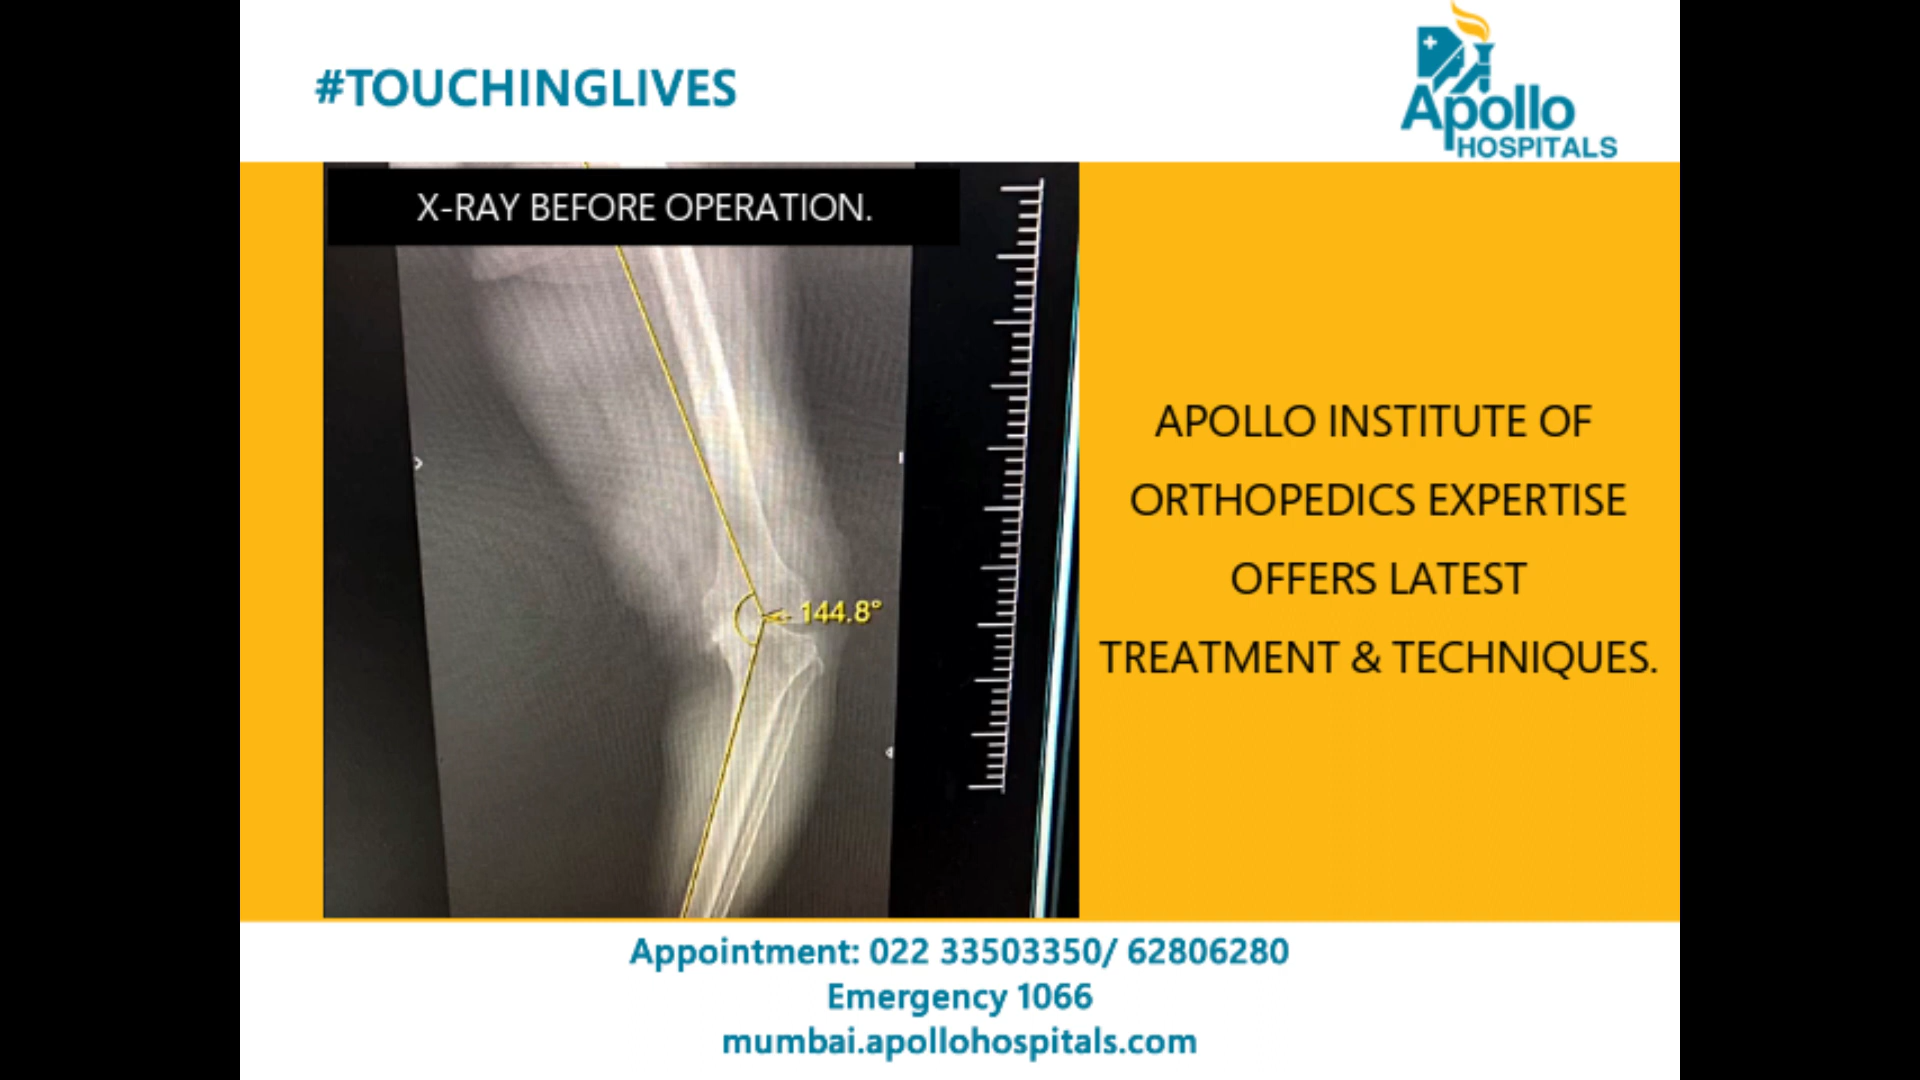 #TOUCHINGLIVES
Apollo
HOSPITALS
X-RAY BEFORE OPERATION.
144.8°
APOLLO INSTITUTE OF
ORTHOPEDICS EXPERTISE
OFFERS LATEST
TREATMENT & TECHNIQUES.
Appointment: 022 33503350/ 62806280
Emergency 1066
mumbai.apollohospitals.com